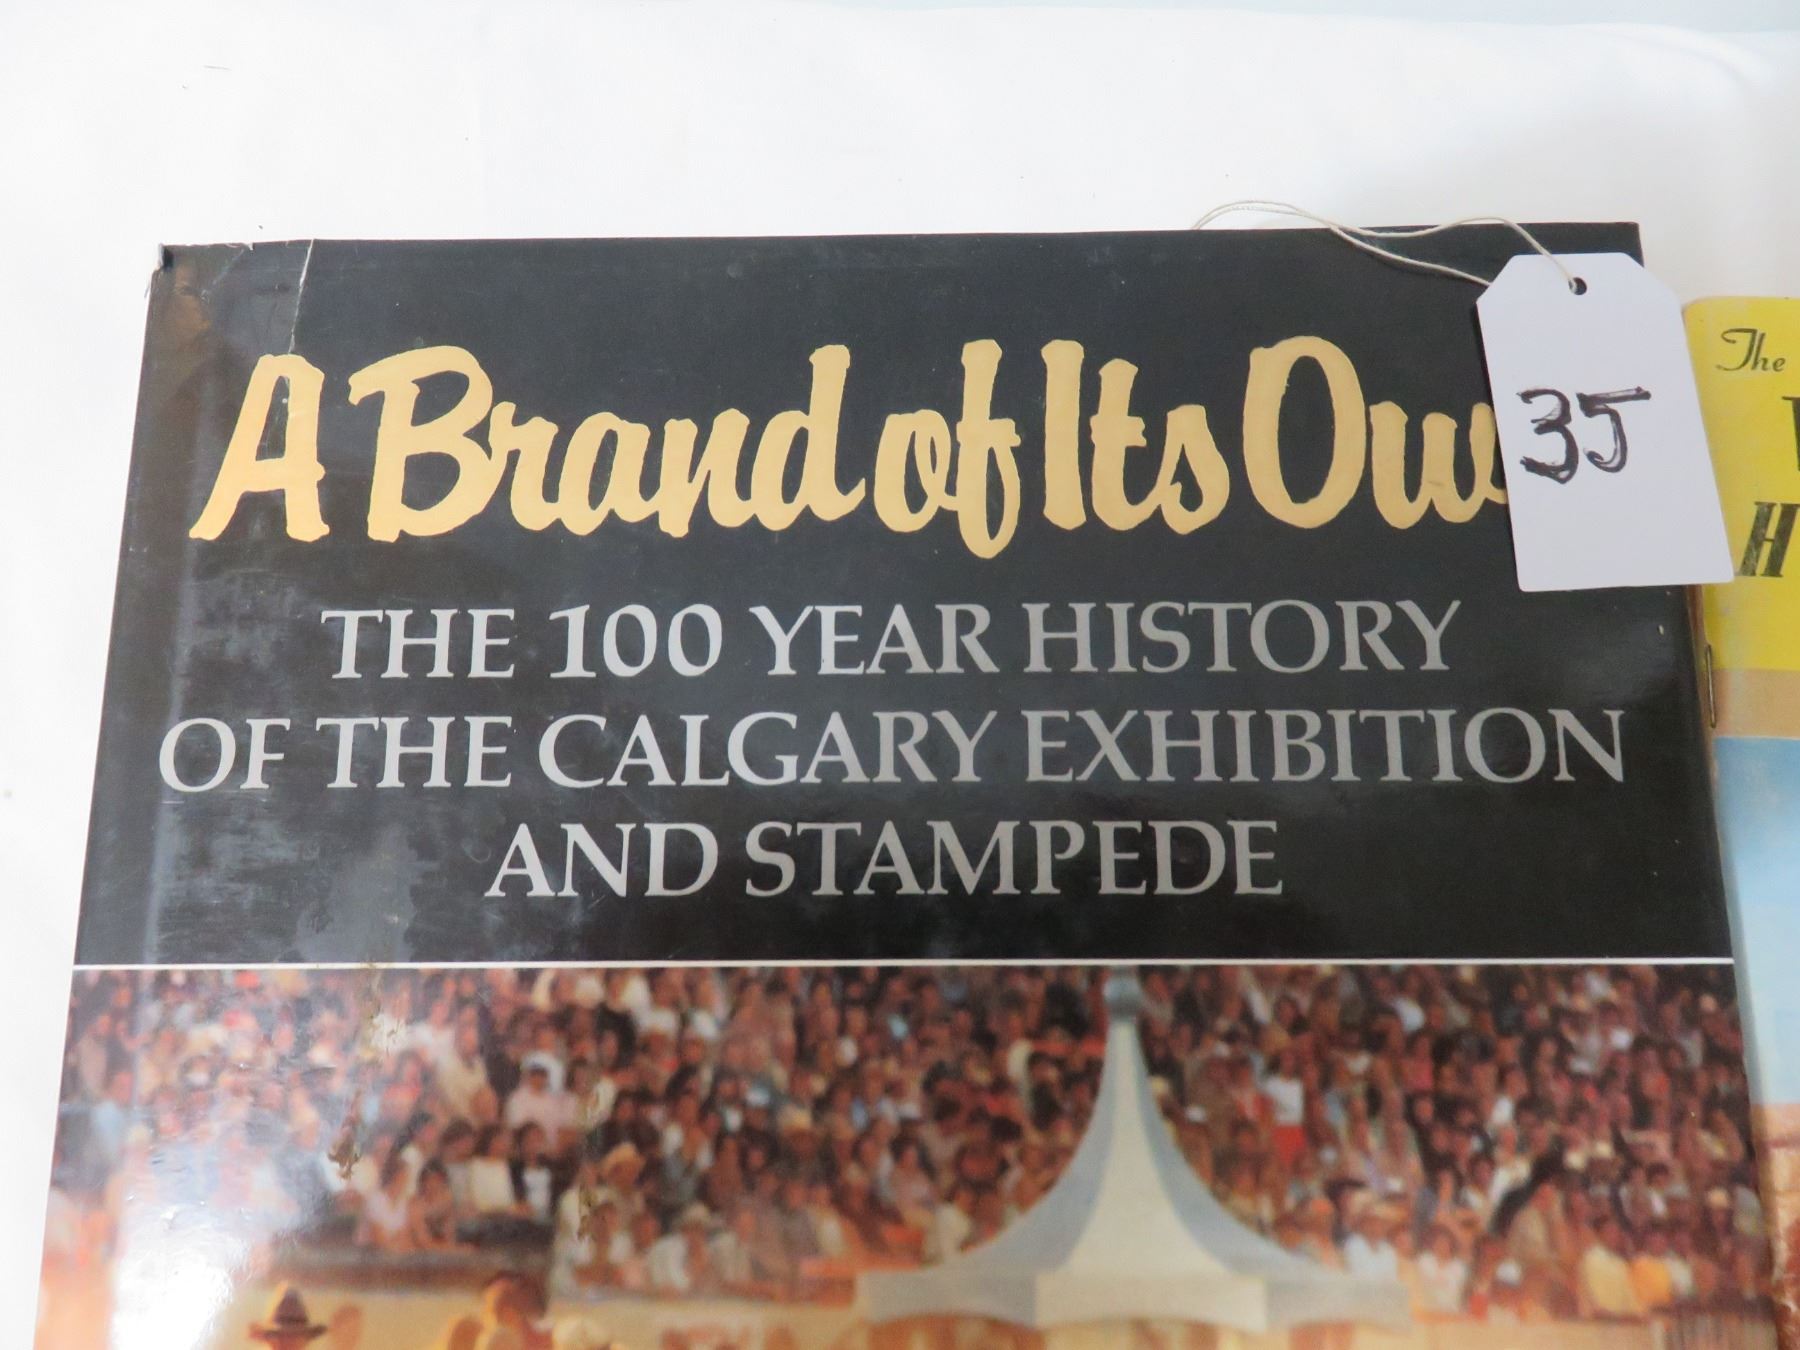 A Brand of Its Ow
THE 100 YEAR HISTORY
OF THE CALGARY EXHIBITION
AND STAMPEDE
35
The
H